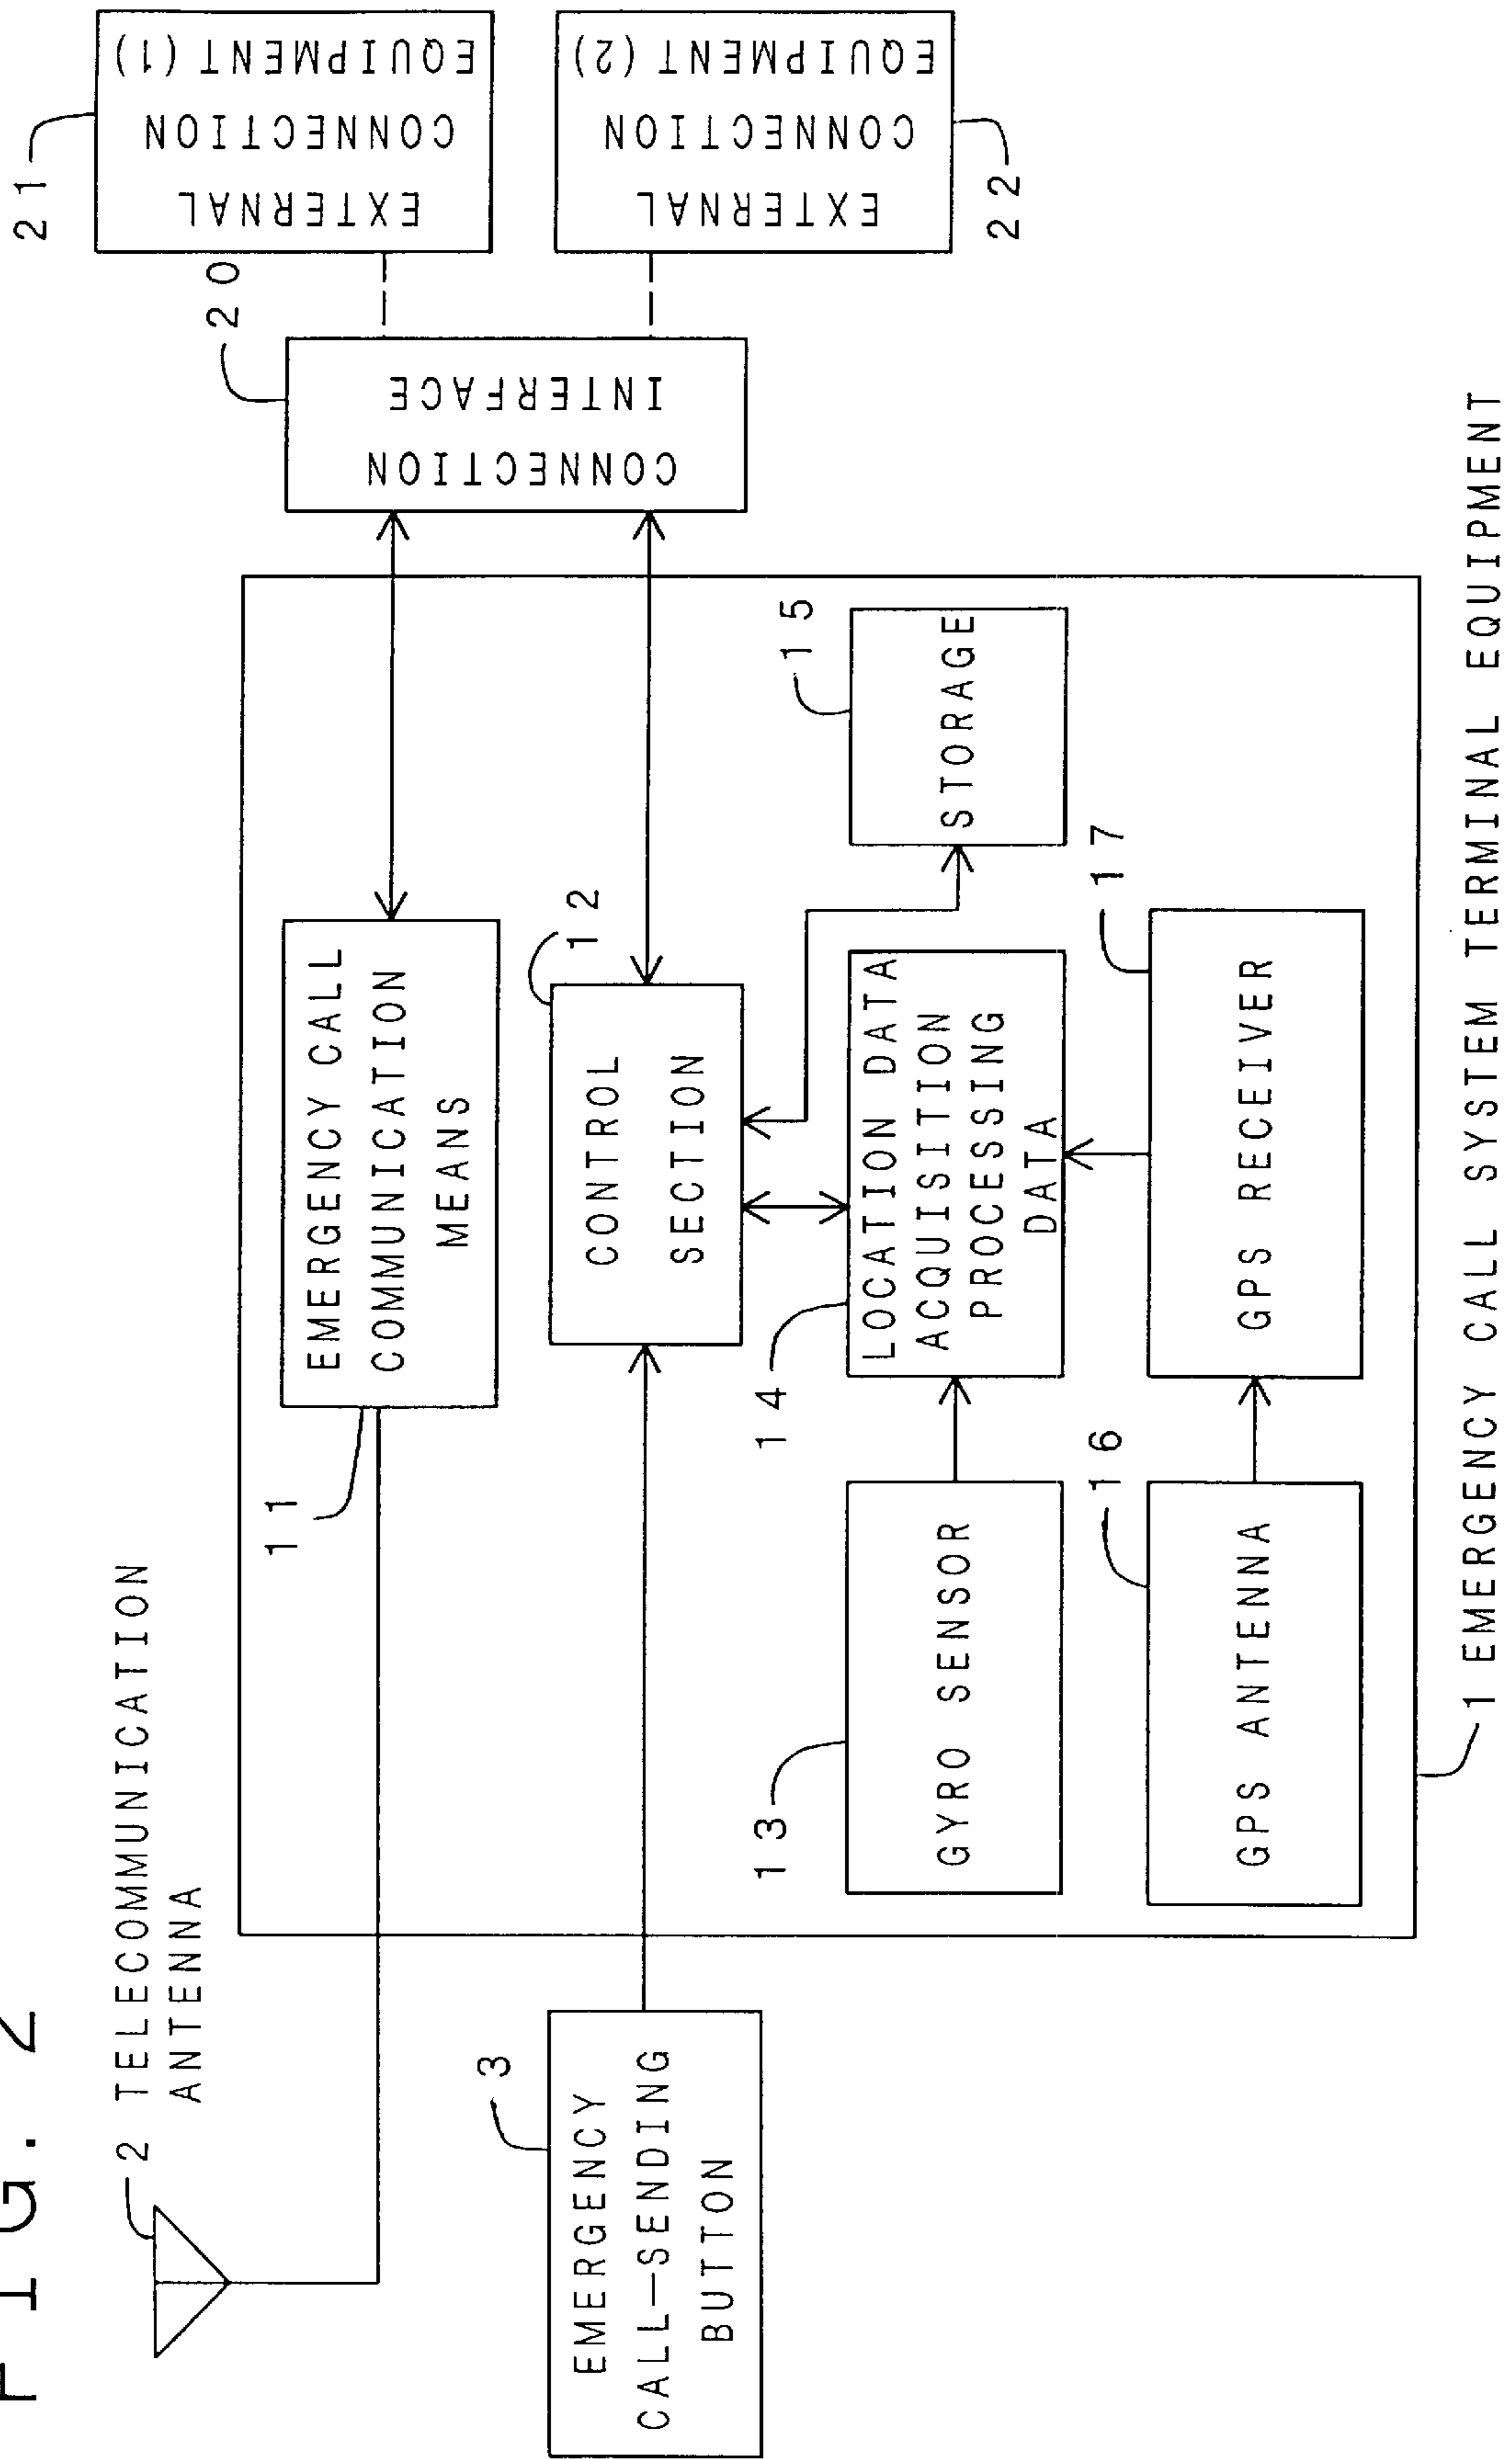 FIG. 2
2 TELECOMMUNICATION
ANTENNA
3
EMERGENCY
CALL-SENDING
BUTTON
11
EMERGENCY CALL
COMMUNICATION
MEANS
12
CONTROL
SECTION
13
GYRO SENSOR
14
LOCATION DATA
ACQUISITION
PROCESSING
DATA
15
STORAGE
16
GPS ANTENNA
17
GPS RECEIVER
1 EMERGENCY CALL SYSTEM TERMINAL EQUIPMENT
20
CONNECTION
INTERFACE
21
EXTERNAL
CONNECTION
EQUIPMENT (1)
22
EXTERNAL
CONNECTION
EQUIPMENT (2)